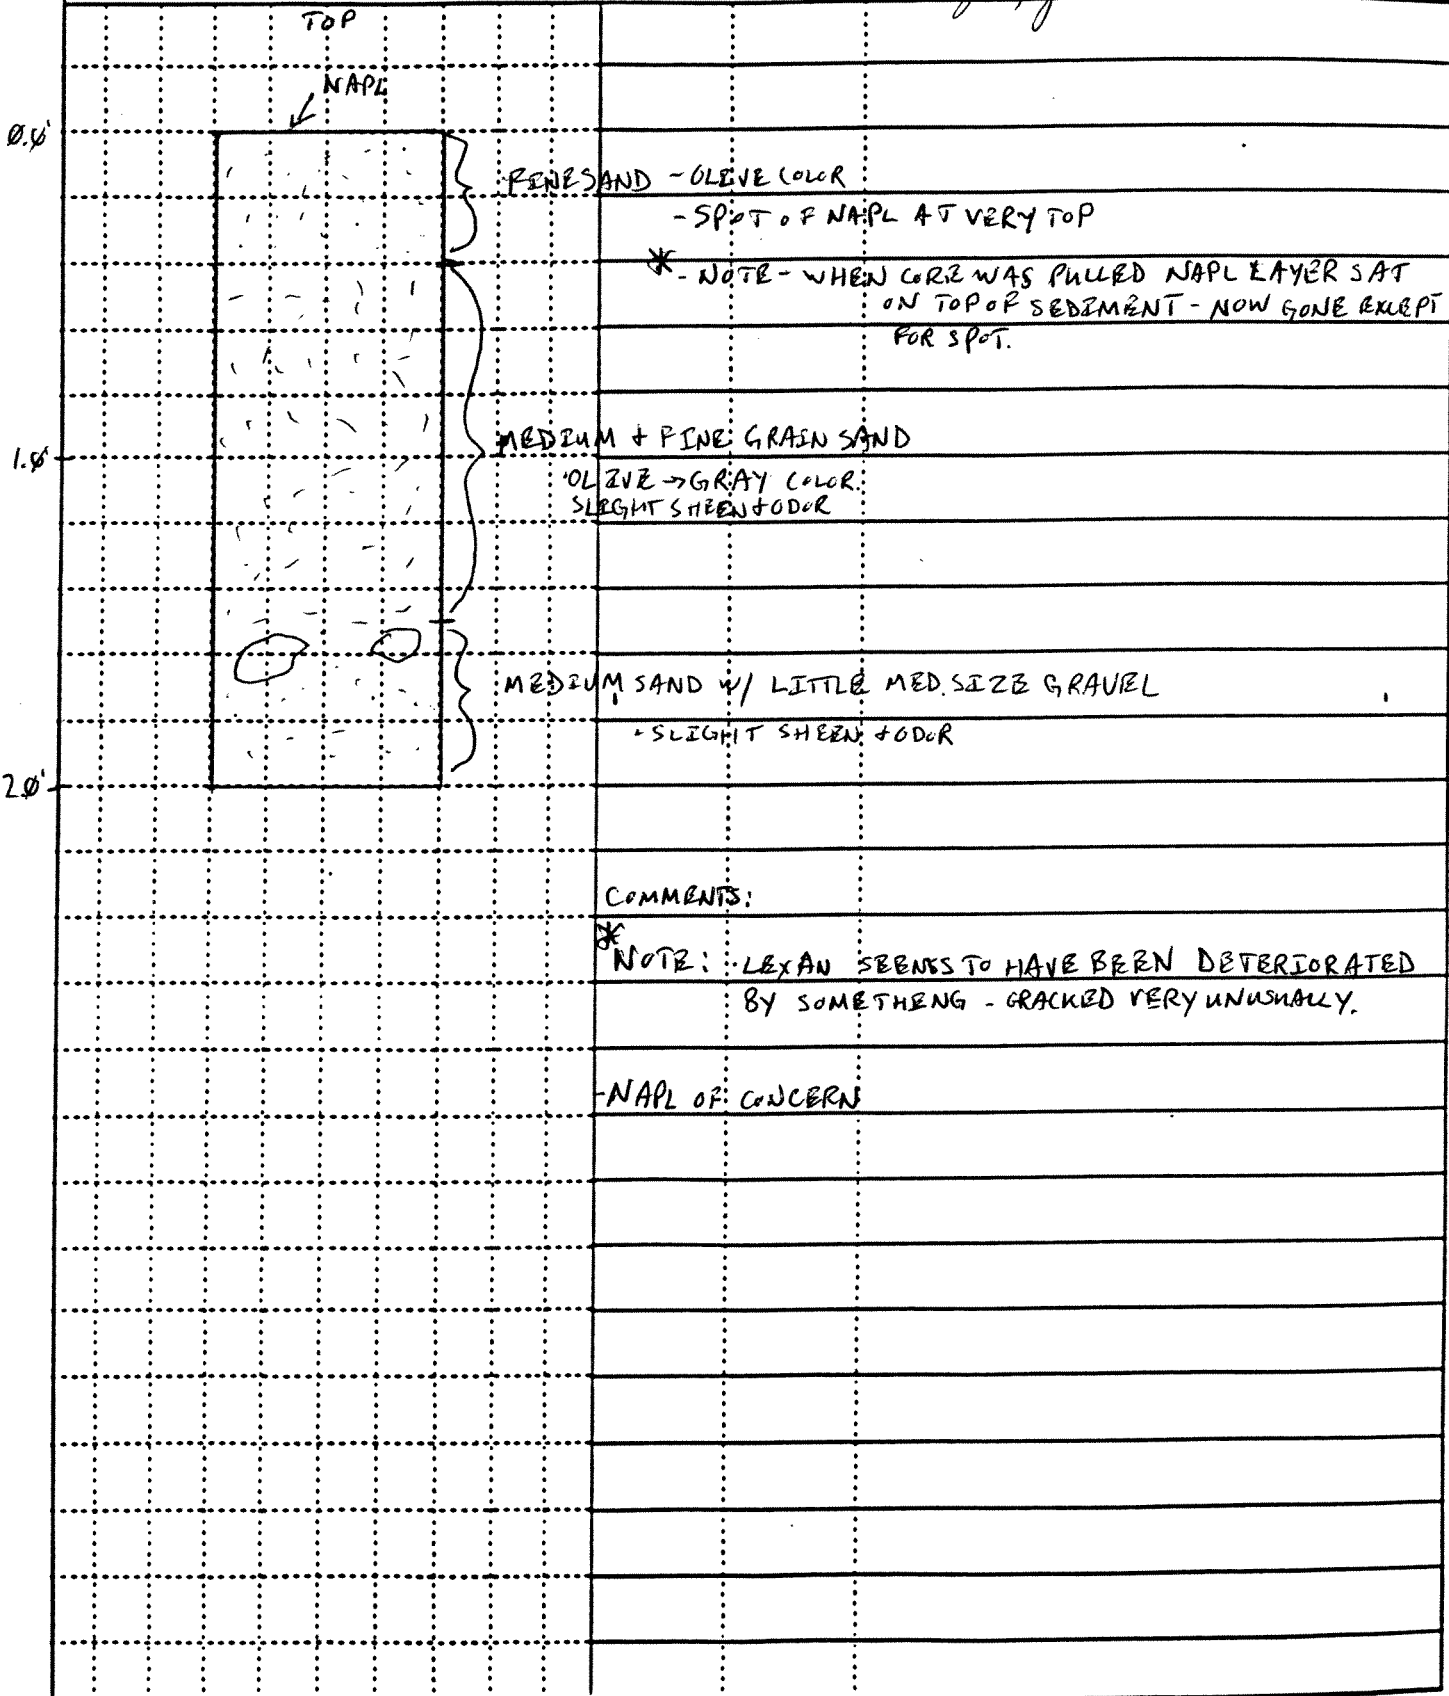 TOP
NAPL
0.0'
FINE SAND - OLIVE COLOR
- SPOT OF NAPL AT VERY TOP
* - NOTE - WHEN CORE WAS PULLED NAPL LAYER SAT
ON TOP OF SEDIMENT - NOW GONE EXCEPT
FOR SPOT.
MEDIUM + FINE GRAIN SAND
1.0'
OLIVE → GRAY COLOR.
SLIGHT SHEEN + ODOR
MEDIUM SAND W/ LITTLE MED. SIZE GRAVEL
- SLIGHT SHEEN + ODOR
2.0'
COMMENTS:
* NOTE: LEXAN SEEMS TO HAVE BEEN DETERIORATED
BY SOMETHING - CRACKED VERY UNUSUALLY.
- NAPL OF CONCERN